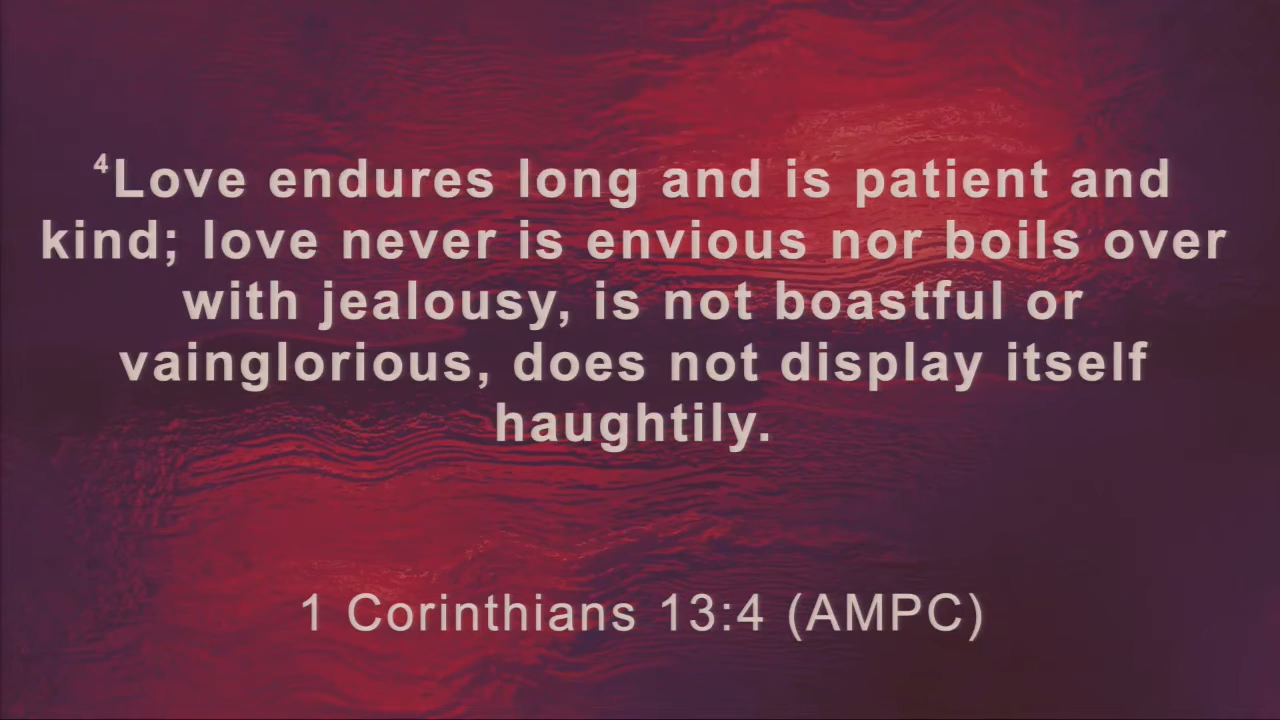 ⁴Love endures long and is patient and
kind; love never is envious nor boils over
with jealousy, is not boastful or
vainglorious, does not display itself
haughtily.
1 Corinthians 13:4 (AMPC)